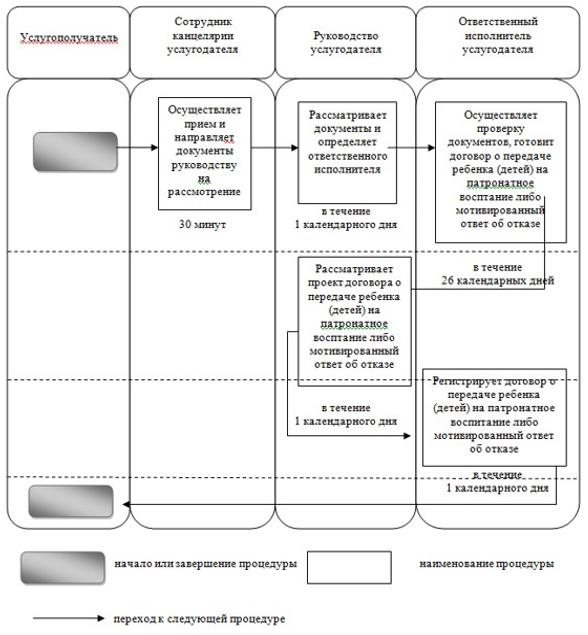 Услугополучатель
Сотрудник
канцелярии
услугодателя
Руководство
услугодателя
Ответственный
исполнитель
услугодателя
Осуществляет
прием и
направляет
документы
руководству
на
рассмотрение
30 минут
Рассматривает
документы и
определяет
ответственного
исполнителя
в течение
1 календарного дня
Осуществляет
проверку
документов, готовит
договор о передаче
ребенка (детей) на
патронатное
восптание либо
мотивированный
ответ об отказе
в течение
26 календарных дней
Рассматривает
проект договора о
передаче ребенка
(детей) на
патронатное
восптание либо
мотивированный
ответ об отказе
в течение
1 календарного дня
Регистрирует договор о
передаче ребенка
(детей) на патронатное
воспитание либо
мотивированный ответ
об отказе
в течение
1 календарного дня
начало или завершение процедуры
наименование процедуры
переход к следующей процедуре